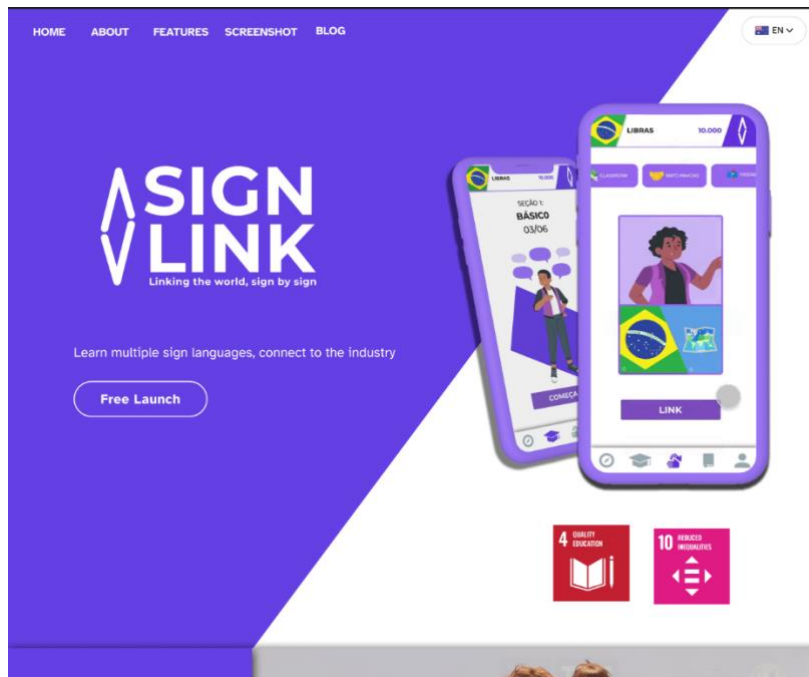 HOME ABOUT FEATURES SCREENSHOT BLOG
EN
SIGN
LINK
Linking the world, sign by sign
Learn multiple sign languages, connect to the industry
Free Launch
LIBRAS 10.000
SEÇÃO 1:
BÁSICO
03/06
LIBRAS 10.000
CLASSROOM
LINK
4 QUALITY
EDUCATION
10 REDUCED
INEQUALITIES